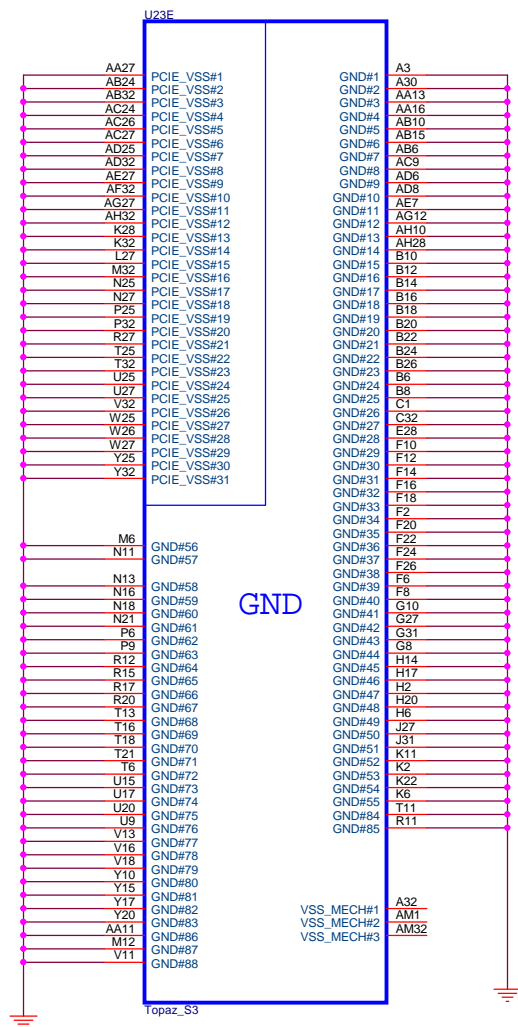 U23E
AA27 PCIE_VSS#1 GND#1 A3
AB24 PCIE_VSS#2 GND#2 A30
AB32 PCIE_VSS#3 GND#3 AA13
AC24 PCIE_VSS#4 GND#4 AA16
AC26 PCIE_VSS#5 GND#5 AB10
AC27 PCIE_VSS#6 GND#6 AB15
AD25 PCIE_VSS#7 GND#7 AB6
AD32 PCIE_VSS#8 GND#8 AC9
AE27 PCIE_VSS#9 GND#9 AD6
AF32 PCIE_VSS#10 GND#10 AD8
AG27 PCIE_VSS#11 GND#11 AE7
AH32 PCIE_VSS#12 GND#12 AG12
K28 PCIE_VSS#13 GND#13 AH10
K32 PCIE_VSS#14 GND#14 AH28
L27 PCIE_VSS#15 GND#15 B10
M32 PCIE_VSS#16 GND#16 B12
N25 PCIE_VSS#17 GND#17 B14
N27 PCIE_VSS#18 GND#18 B16
P25 PCIE_VSS#19 GND#19 B18
P32 PCIE_VSS#20 GND#20 B20
R27 PCIE_VSS#21 GND#21 B22
T25 PCIE_VSS#22 GND#22 B24
T32 PCIE_VSS#23 GND#23 B26
U25 PCIE_VSS#24 GND#24 B6
U27 PCIE_VSS#25 GND#25 B8
V32 PCIE_VSS#26 GND#26 C1
W25 PCIE_VSS#27 GND#27 C32
W26 PCIE_VSS#28 GND#28 E28
W27 PCIE_VSS#29 GND#29 F10
Y25 PCIE_VSS#30 GND#30 F12
Y32 PCIE_VSS#31 GND#31 F14
GND#32 F16
GND#33 F18
GND#34 F2
GND#35 F20
M6 GND#56 GND#36 F22
N11 GND#57 GND#37 F24
GND#38 F26
N13 GND#58 GND#39 F6
N16 GND#59 GND#40 F8
N18 GND#60 GND GND#41 G10
N21 GND#61 GND#42 G27
P6 GND#62 GND#43 G31
P9 GND#63 GND#44 G8
R12 GND#64 GND#45 H14
R15 GND#65 GND#46 H17
R17 GND#66 GND#47 H2
R20 GND#67 GND#48 H20
T13 GND#68 GND#49 H6
T16 GND#69 GND#50 J27
T18 GND#70 GND#51 J31
T21 GND#71 GND#52 K11
T6 GND#72 GND#53 K2
U15 GND#73 GND#54 K22
U17 GND#74 GND#55 K6
U20 GND#75 GND#84 T11
U9 GND#76 GND#85 R11
V13 GND#77
V16 GND#78
V18 GND#79
Y10 GND#80
Y15 GND#81
Y17 GND#82 VSS_MECH#1 A32
Y20 GND#83 VSS_MECH#2 AM1
AA11 GND#86 VSS_MECH#3 AM32
M12 GND#87
V11 GND#88
Topaz_S3